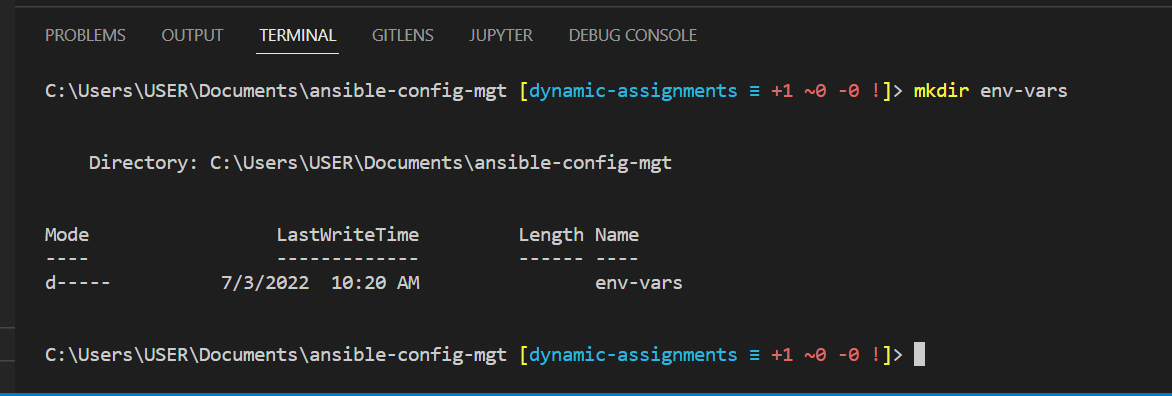 PROBLEMS OUTPUT TERMINAL GITLENS JUPYTER DEBUG CONSOLE
C:\Users\USER\Documents\ansible-config-mgt [dynamic-assignments ≡ +1 ~0 -0 !]> mkdir env-vars
Directory: C:\Users\USER\Documents\ansible-config-mgt
Mode LastWriteTime Length Name
---- ------------- ------ ----
d----- 7/3/2022 10:20 AM env-vars
C:\Users\USER\Documents\ansible-config-mgt [dynamic-assignments ≡ +1 ~0 -0 !]>